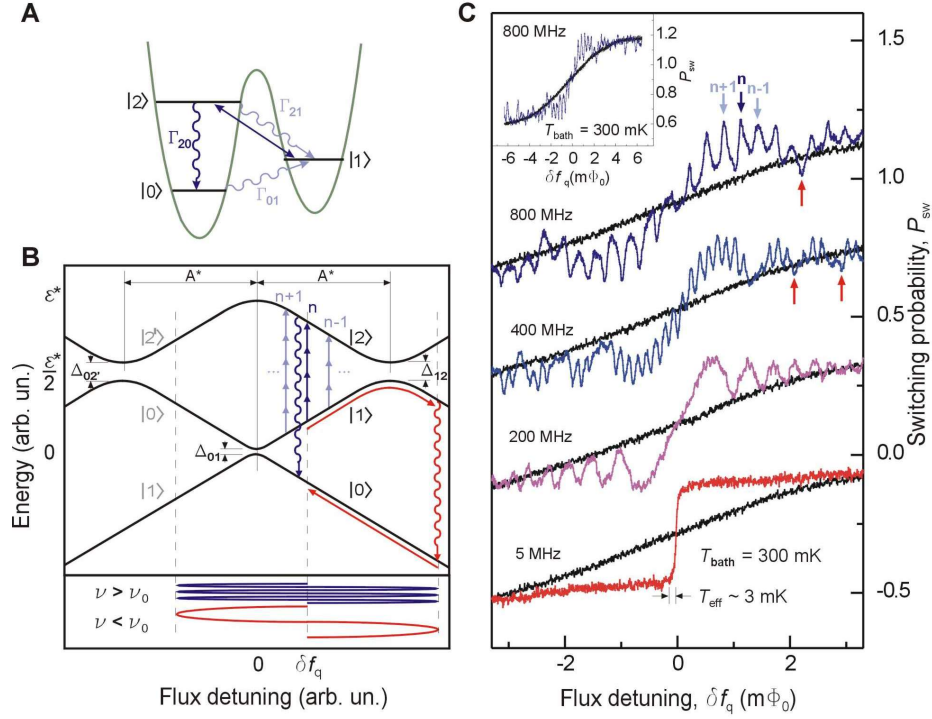 A
|2⟩
Γ21
Γ20
|1⟩
|0⟩
Γ01
B
A*
A*
ε*
n+1
n
n-1
|2'⟩
|2⟩
ε*
2
Δ02'
Δ12
... ...
|0⟩
|1⟩
0
Δ01
|1⟩
|0⟩
Energy (arb. un.)
ν > ν0
ν < ν0
0
δfq
Flux detuning (arb. un.)
C
800 MHz
1.2
1.0
0.8
0.6
Psw
Tbath = 300 mK
-6 -4 -2 0 2 4 6
δfq (mΦ0)
n+1
n
n-1
800 MHz
400 MHz
200 MHz
5 MHz
Tbath = 300 mK
Teff ~ 3 mK
1.5
1.0
0.5
0.0
-0.5
Switching probability, Psw
-2 0 2
Flux detuning, δfq (mΦ0)